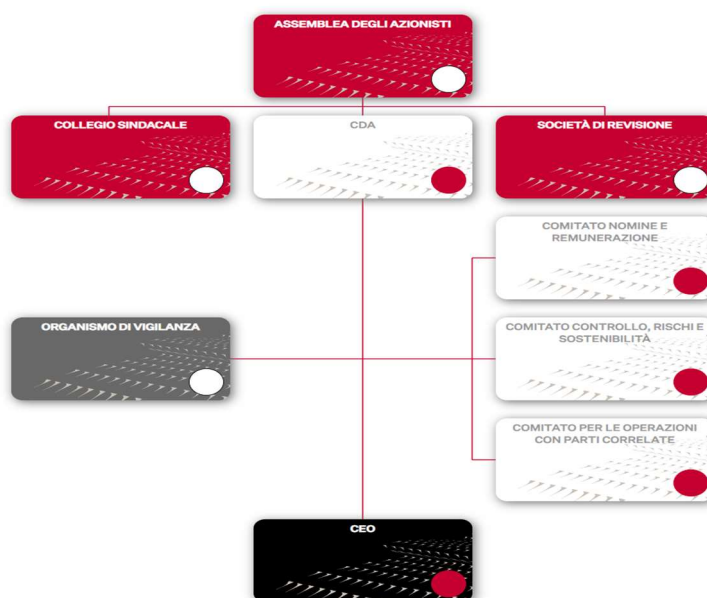 ASSEMBLEA DEGLI AZIONISTI
COLLEGIO SINDACALE
CDA
SOCIETÀ DI REVISIONE
COMITATO NOMINE E
REMUNERAZIONE
ORGANISMO DI VIGILANZA
COMITATO CONTROLLO, RISCHI E
SOSTENIBILITÀ
COMITATO PER LE OPERAZIONI
CON PARTI CORRELATE
CEO